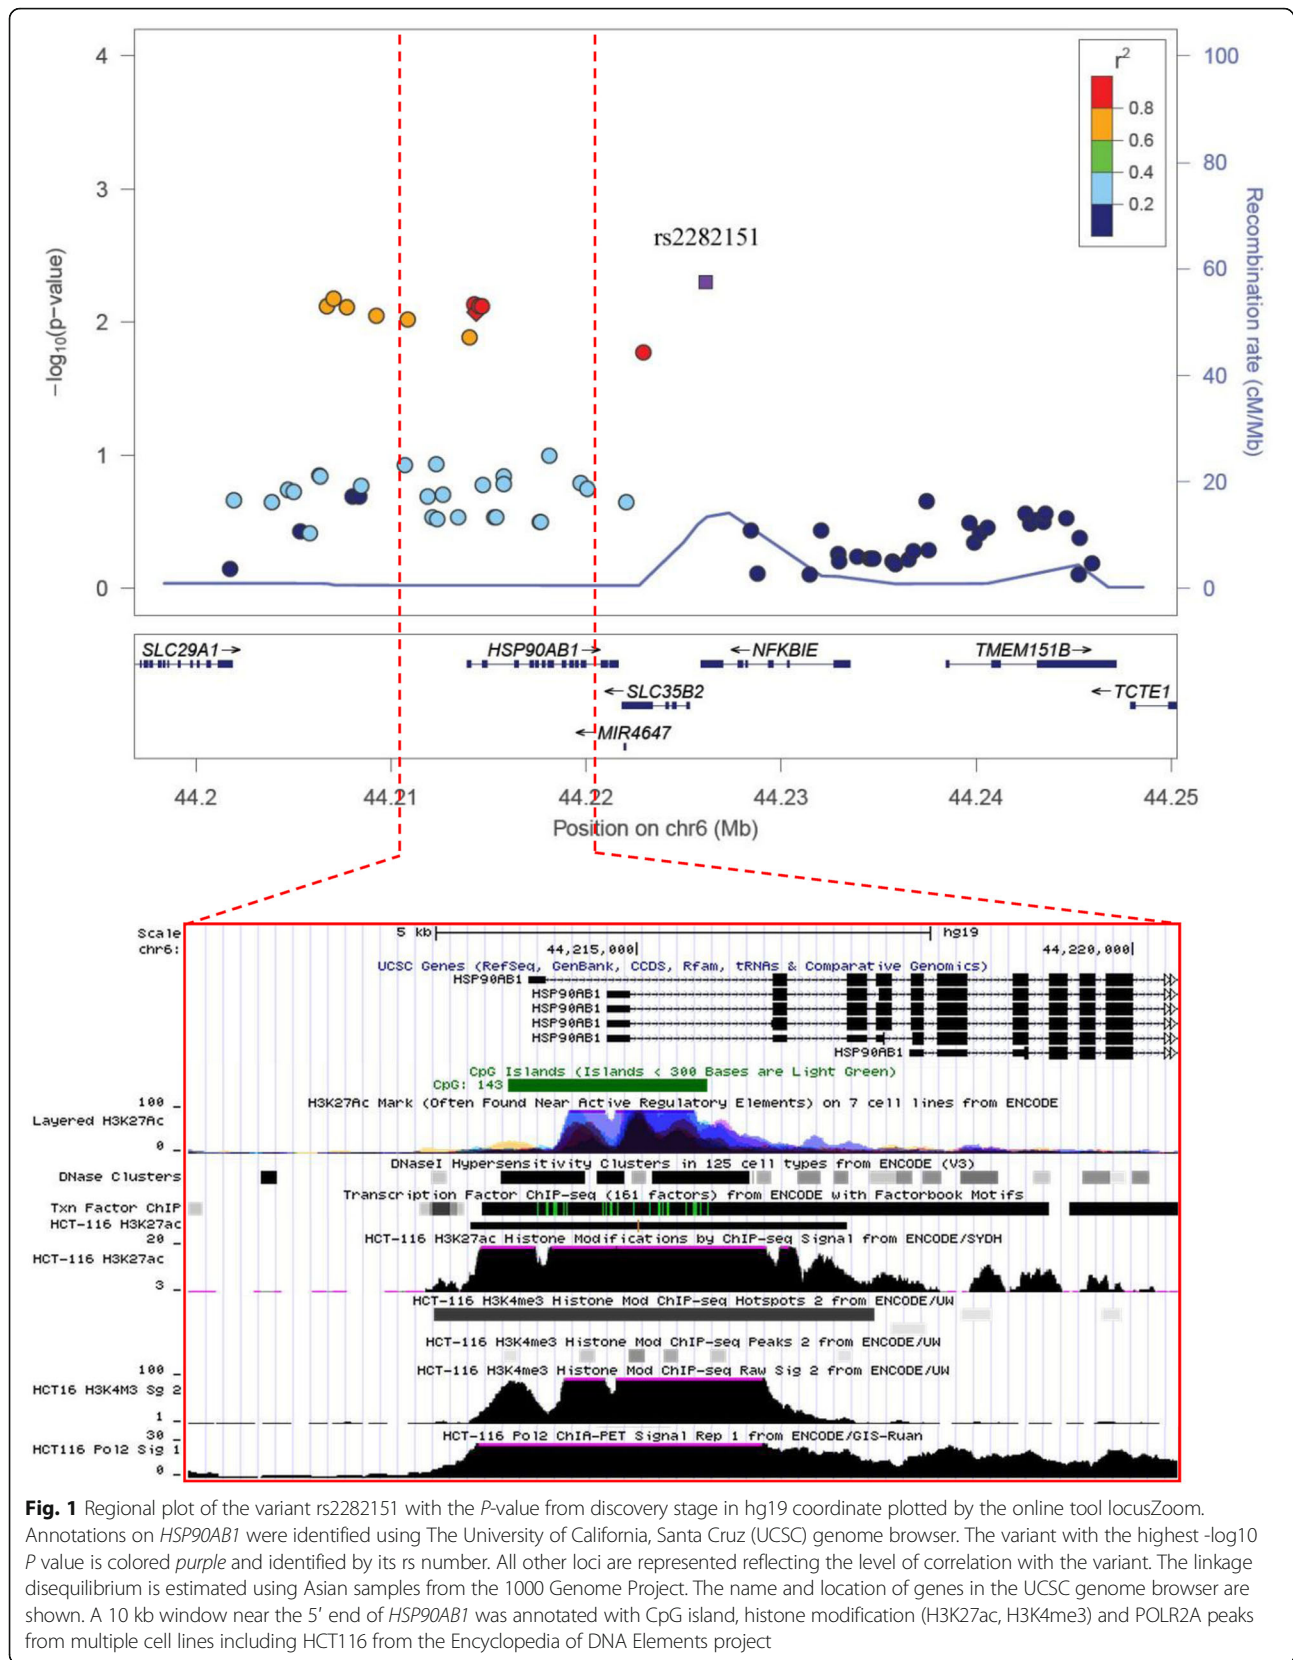 4
3
2
1
0
−log10(p−value)
100
80
60
40
20
0
Recombination rate (cM/Mb)
r2
0.8
0.6
0.4
0.2
rs2282151
SLC29A1→
HSP90AB1→
←NFKBIE
TMEM151B→
←SLC35B2
←TCTE1
←MIR4647
44.2
44.21
44.22
44.23
44.24
44.25
Position on chr6 (Mb)
Scale
5 kb
hg19
chr6:
44,215,000|
44,220,000|
UCSC Genes (RefSeq, GenBank, CCDS, Rfam, tRNAs & Comparative Genomics)
HSP90AB1
HSP90AB1
HSP90AB1
HSP90AB1
HSP90AB1
HSP90AB1
CpG Islands (Islands < 300 Bases are Light Green)
CpG: 143
H3K27Ac Mark (Often Found Near Active Regulatory Elements) on 7 cell lines from ENCODE
100 _
Layered H3K27Ac
0 _
DNaseI Hypersensitivity Clusters in 125 cell types from ENCODE (V3)
DNase Clusters
Transcription Factor ChIP-seq (161 factors) from ENCODE with Factorbook Motifs
Txn Factor ChIP
HCT-116 H3K27ac
HCT-116 H3K27ac Histone Modifications by ChIP-seq Signal from ENCODE/SYDH
20 _
HCT-116 H3K27ac
3 _
HCT-116 H3K4me3 Histone Mod ChIP-seq Hotspots 2 from ENCODE/UW
HCT-116 H3K4me3 Histone Mod ChIP-seq Peaks 2 from ENCODE/UW
HCT-116 H3K4me3 Histone Mod ChIP-seq Raw Sig 2 from ENCODE/UW
100 _
HCT16 H3K4M3 Sg 2
1 _
HCT-116 Pol2 ChIA-PET Signal Rep 1 from ENCODE/GIS-Ruan
30 _
HCT116 Pol2 Sig 1
0 _
Fig. 1 Regional plot of the variant rs2282151 with the P-value from discovery stage in hg19 coordinate plotted by the online tool locusZoom.
Annotations on HSP90AB1 were identified using The University of California, Santa Cruz (UCSC) genome browser. The variant with the highest -log10
P value is colored purple and identified by its rs number. All other loci are represented reflecting the level of correlation with the variant. The linkage
disequilibrium is estimated using Asian samples from the 1000 Genome Project. The name and location of genes in the UCSC genome browser are
shown. A 10 kb window near the 5′ end of HSP90AB1 was annotated with CpG island, histone modification (H3K27ac, H3K4me3) and POLR2A peaks
from multiple cell lines including HCT116 from the Encyclopedia of DNA Elements project